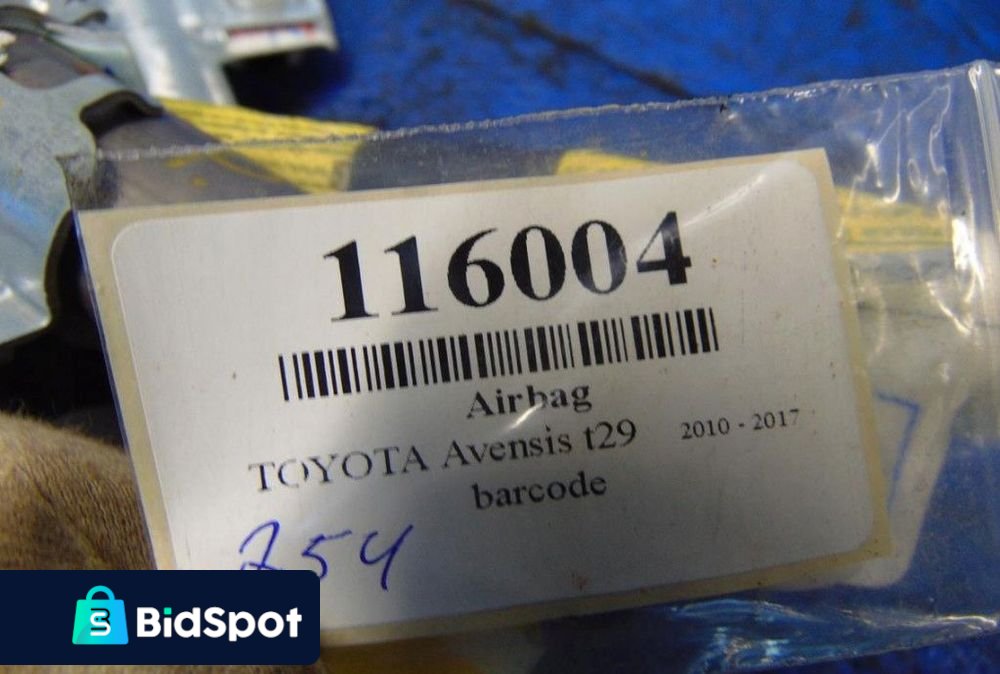 116004
Airbag
TOYOTA Avensis t29 2010 - 2017
barcode
254
BidSpot